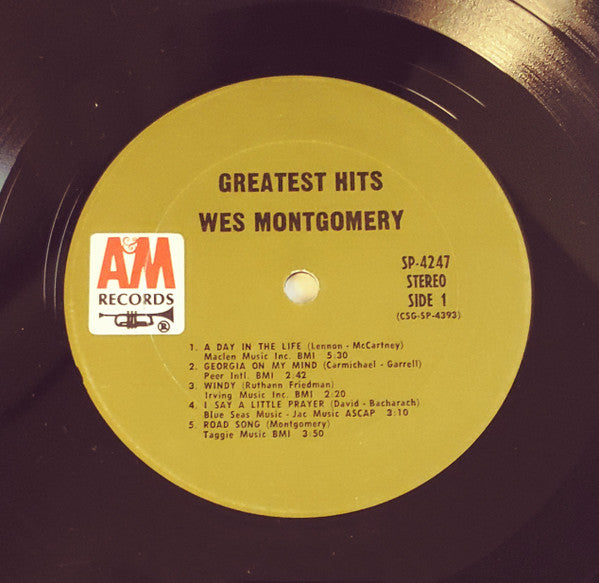 GREATEST HITS
WES MONTGOMERY
A&M
RECORDS
®
SP-4247
STEREO
SIDE 1
(CSG-SP-4393)
1. A DAY IN THE LIFE (Lennon - McCartney)
Maclen Music Inc. BMI 5:30
2. GEORGIA ON MY MIND (Carmichael - Garrell)
Peer Intl. BMI 2:42
3. WINDY (Ruthann Friedman)
Irving Music Inc. BMI 2:20
4. I SAY A LITTLE PRAYER (David - Bacharach)
Blue Seas Music - Jac Music ASCAP 3:10
5. ROAD SONG (Montgomery)
Taggie Music BMI 3:50